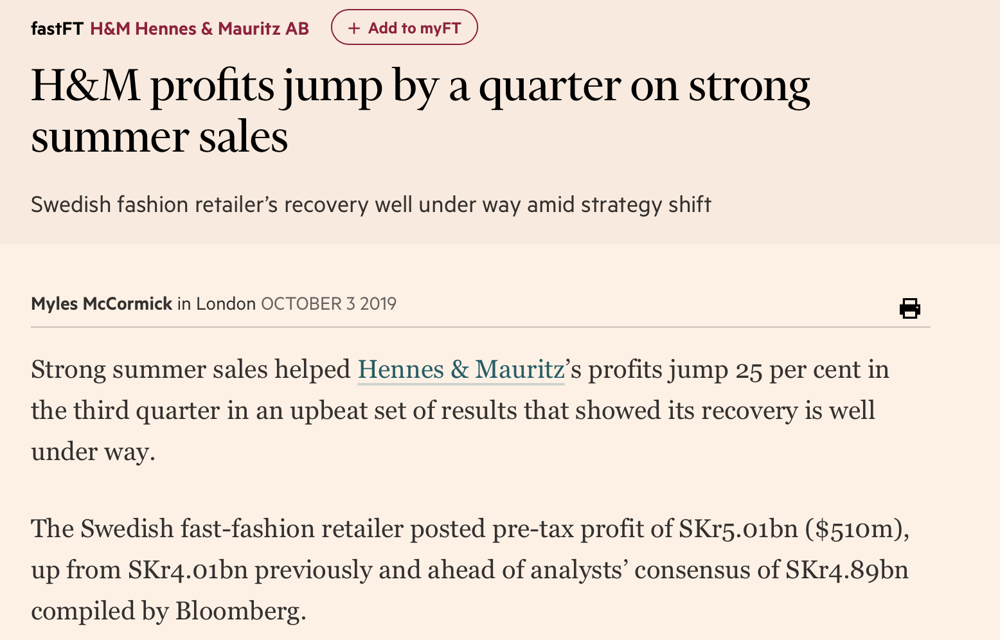 fastFT H&M Hennes & Mauritz AB + Add to myFT
H&M profits jump by a quarter on strong
summer sales
Swedish fashion retailer’s recovery well under way amid strategy shift
Myles McCormick in London OCTOBER 3 2019
Strong summer sales helped Hennes & Mauritz’s profits jump 25 per cent in
the third quarter in an upbeat set of results that showed its recovery is well
under way.
The Swedish fast-fashion retailer posted pre-tax profit of SKr5.01bn ($510m),
up from SKr4.01bn previously and ahead of analysts’ consensus of SKr4.89bn
compiled by Bloomberg.